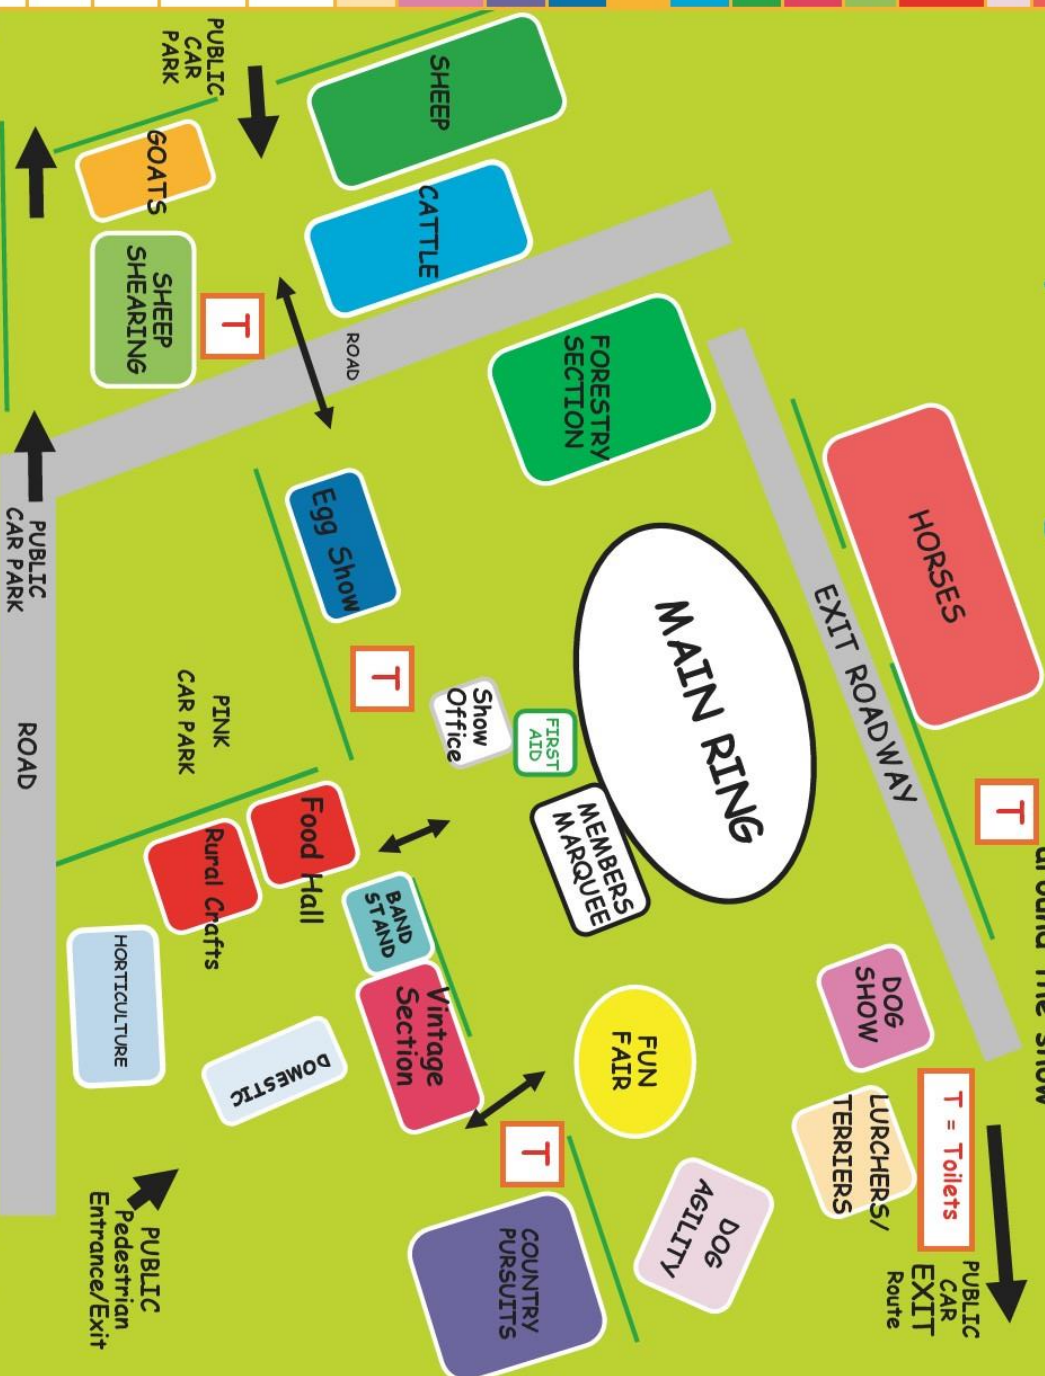 around The Show
T
HORSES
EXIT ROADWAY
T = Toilets
PUBLIC
CAR
EXIT
Route
DOG
SHOW
LURCHERS/
TERRIERS
MAIN RING
DOG
AGILITY
FUN
FAIR
FORESTRY
SECTION
MEMBERS
MARQUEE
FIRST
AID
Show
Office
T
COUNTRY
PURSUITS
SHEEP
CATTLE
ROAD
Egg Show
T
BAND
STAND
Vintage
Section
Food Hall
Rural Crafts
DOMESTIC
HORTICULTURE
T
PUBLIC
CAR
PARK
GOATS
SHEEP
SHEARING
PINK
CAR PARK
PUBLIC
Pedestrian
Entrance/Exit
PUBLIC
CAR PARK
ROAD